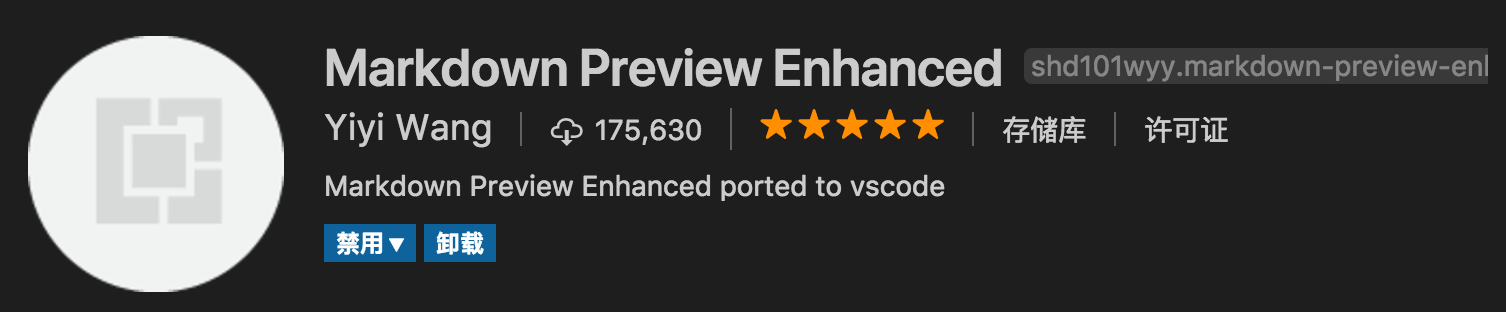 Markdown Preview Enhanced shd101wyy.markdown-preview-enl
Yiyi Wang 175,630 存储库 许可证
Markdown Preview Enhanced ported to vscode
禁用 卸载